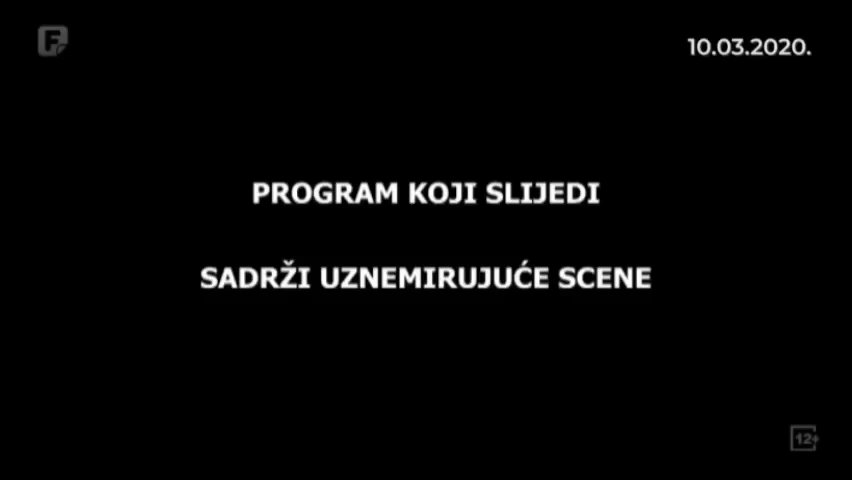 F
10.03.2020.
PROGRAM KOJI SLIJEDI
SADRŽI UZNEMIRUJUĆE SCENE
12+